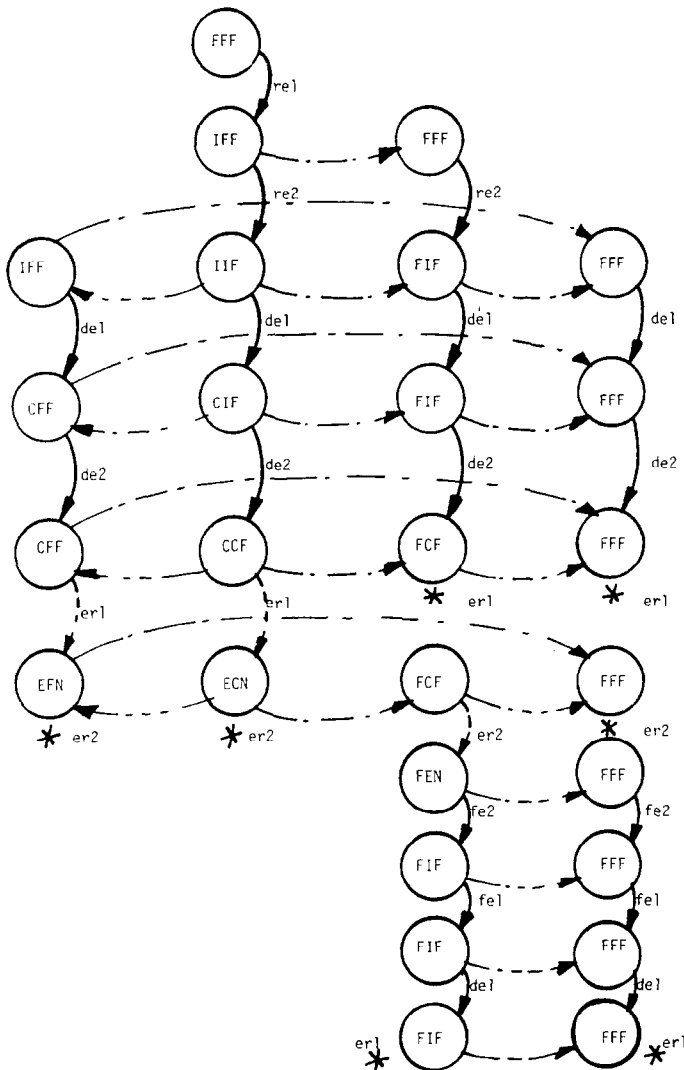 FFF
re1
IFF FFF
re2 re2
IFF IIF FIF FFF
de1 de1 de1 de1
CFF CIF FIF FFF
de2 de2 de2 de2
CFF CCF FCF FFF
er1 er1 * er1 * er1
EFN ECN FCF FFF
* er2 * er2 er2 * er2
FEN FFF
fe2 fe2
FIF FFF
fe1 fe1
FIF FFF
de1 de1
er1 * FIF FFF * er1